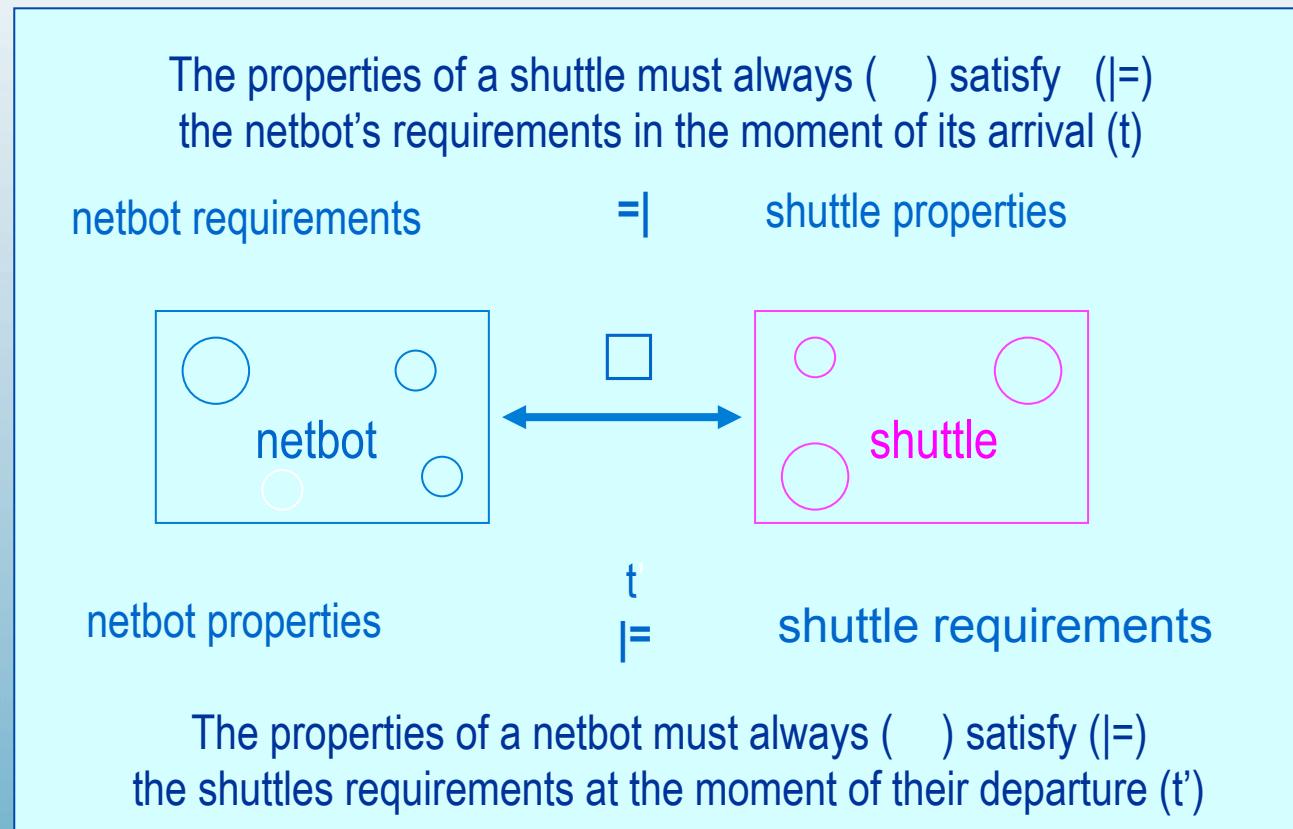 The properties of a shuttle must always (    ) satisfy   (|=)
the netbot's requirements in the moment of its arrival (t)
netbot requirements =| shuttle properties
netbot shuttle
t
netbot properties |= shuttle requirements
The properties of a netbot must always (    ) satisfy (|=)
the shuttles requirements at the moment of their departure (t’)